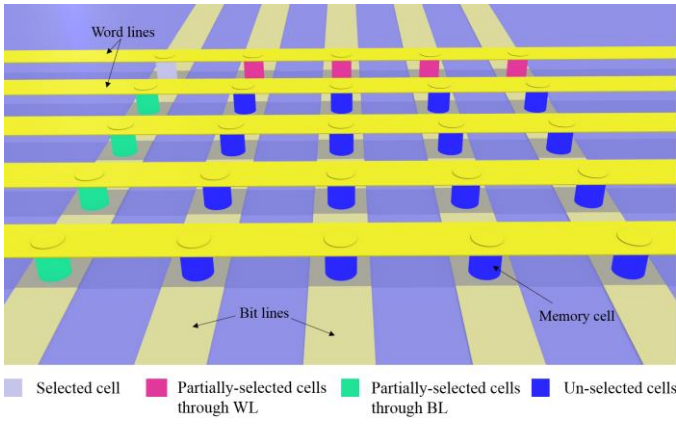 Word lines
Bit lines
Memory cell
Selected cell
Partially-selected cells
through WL
Partially-selected cells
through BL
Un-selected cells